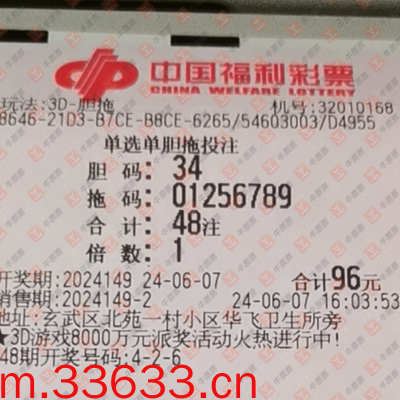 中国福利彩票
CHINA WELFARE LOTTERY
玩法:3D-胆拖 机号:32010168
8646-21D3-B7CE-B8CE-6265/54603003/D4955
单选单胆拖投注
胆 码: 34
拖 码: 01256789
合 计: 48注
倍 数: 1
开奖期:2024149 24-06-07 合计96元
销售期:2024149-2 24-06-07 16:03:53
地址:玄武区北苑一村小区华飞卫生所旁
★3D游戏8000万元派奖活动火热进行中!
48期开奖号码:4-2-6
m.33633.cn